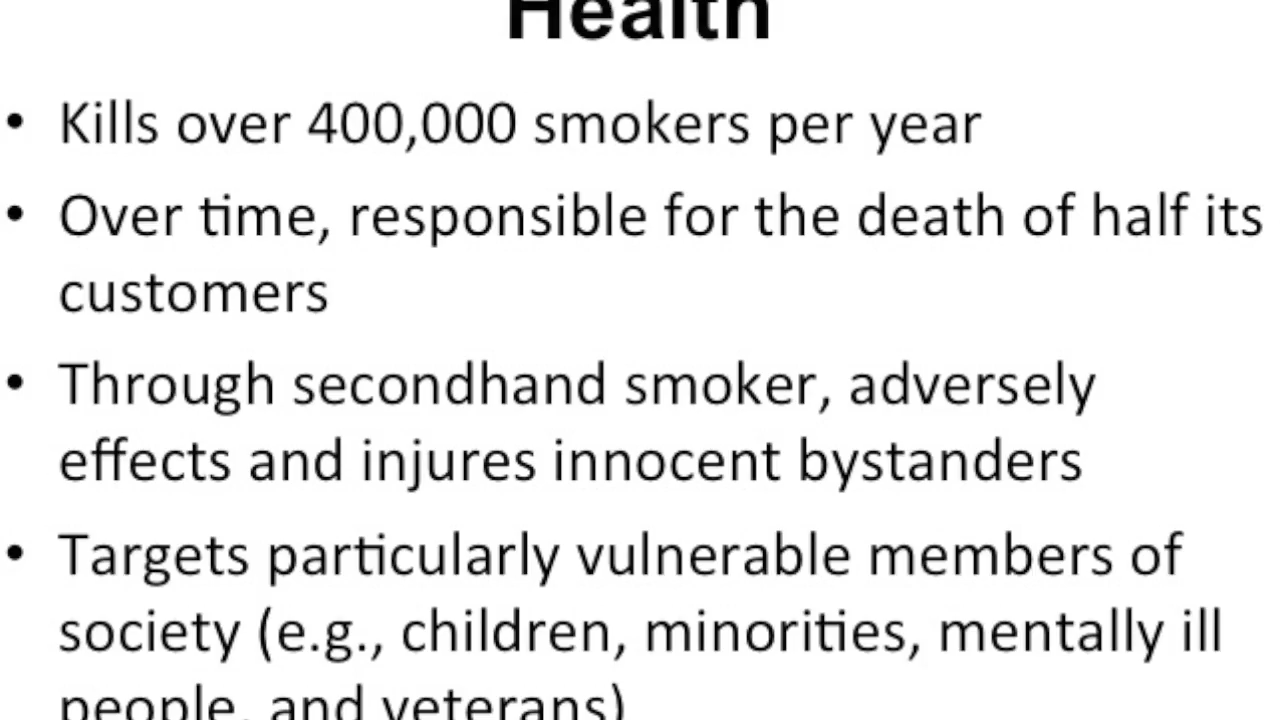 Health
• Kills over 400,000 smokers per year
• Over time, responsible for the death of half its
customers
• Through secondhand smoker, adversely
effects and injures innocent bystanders
• Targets particularly vulnerable members of
society (e.g., children, minorities, mentally ill
people, and veterans)